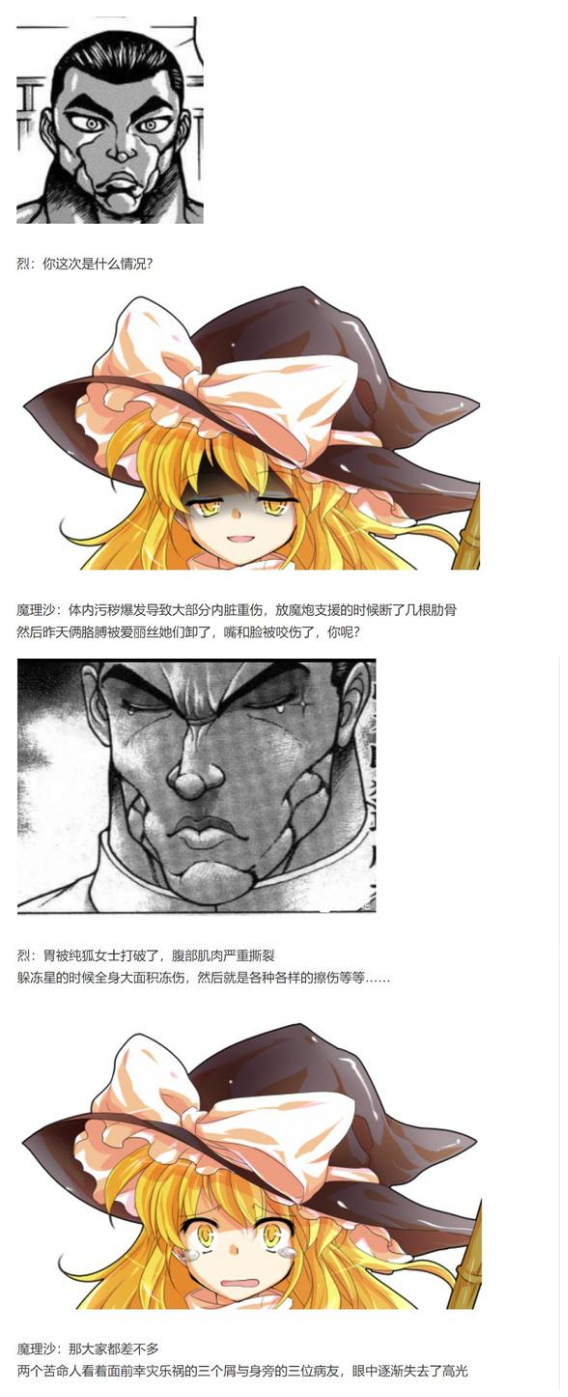 烈：你这次是什么情况？
魔理沙：体内污秽爆发导致大部分内脏重伤，放魔炮支援的时候断了几根肋骨
然后昨天俩胳膊被爱丽丝她们卸了，嘴和脸被咬伤了，你呢？
烈：胃被纯狐女士打破了，腹部肌肉严重撕裂
躲冻星的时候全身大面积冻伤，然后就是各种各样的擦伤等等……
魔理沙：那大家都差不多
两个苦命人看着面前幸灾乐祸的三个屑与身旁的三位病友，眼中逐渐失去了高光